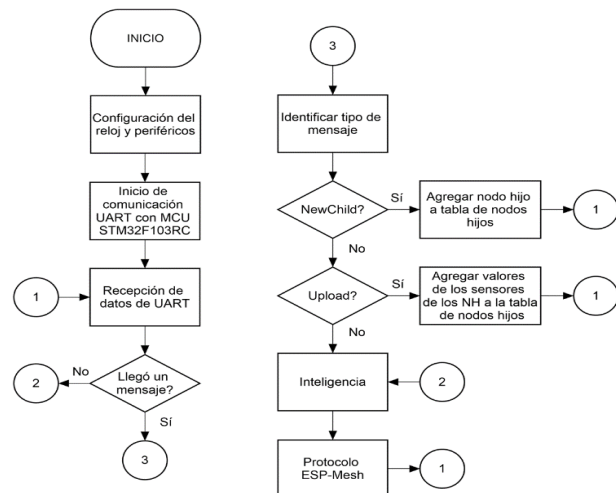 INICIO
Configuración del
reloj y periféricos
Inicio de
comunicación
UART con MCU
STM32F103RC
1
Recepción de
datos de UART
2
No
Llegó un
mensaje?
Sí
3
3
Identificar tipo de
mensaje
NewChild?
Sí
Agregar nodo hijo
a tabla de nodos
hijos
1
No
Upload?
Sí
Agregar valores
de los sensores
de los NH a la tabla
de nodos hijos
1
No
Inteligencia
2
Protocolo
ESP-Mesh
1